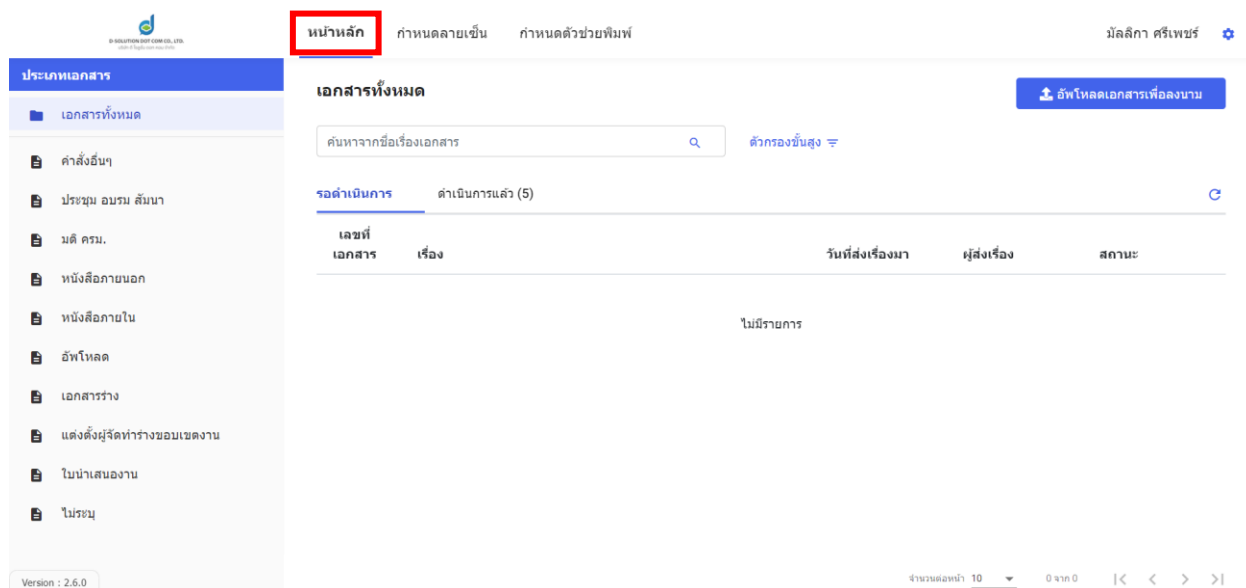 D-SOLUTION DOT COM CO., LTD.
หน้าหลัก กำหนดลายเซ็น กำหนดตัวช่วยพิมพ์ มัลลิกา ศรีเพชร์
ประเภทเอกสาร
เอกสารทั้งหมด
คำสั่งอื่นๆ
ประชุม อบรม สัมนา
มติ ครม.
หนังสือภายนอก
หนังสือภายใน
อัพโหลด
เอกสารร่าง
แต่งตั้งผู้จัดทำร่างขอบเขตงาน
ใบนำเสนองาน
ไม่ระบุ
Version : 2.6.0
เอกสารทั้งหมด
อัพโหลดเอกสารเพื่อลงนาม
ค้นหาจากชื่อเรื่องเอกสาร ตัวกรองขั้นสูง
รอดำเนินการ ดำเนินการแล้ว (5)
เลขที่
เอกสาร เรื่อง วันที่ส่งเรื่องมา ผู้ส่งเรื่อง สถานะ
ไม่มีรายการ
จำนวนต่อหน้า 10 0 จาก 0